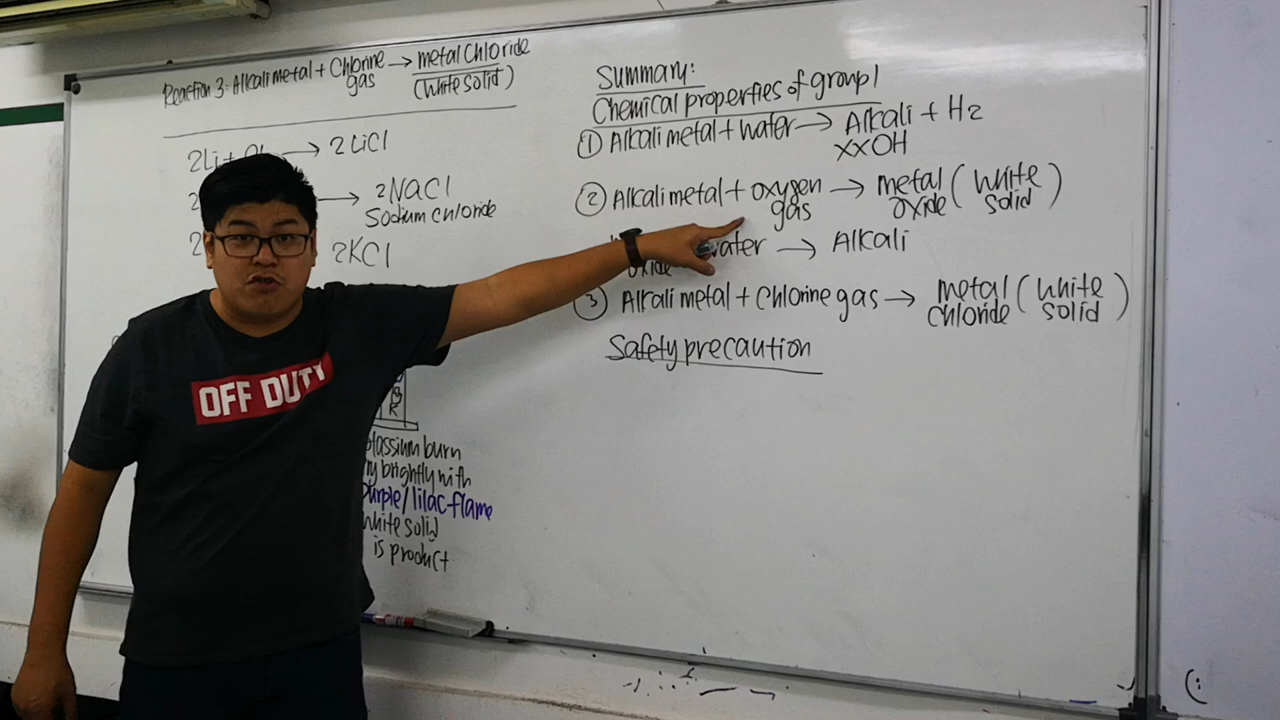 Reaction 3: Alkali metal + Chlorine gas → metal chloride
(White solid)
2Li + → 2LiCl
2 → 2NaCl
Sodium chloride
2 2KCl
OFF DUTY
K
burn
brightly with
Purple/lilac flame
White solid
is product
Summary:
Chemical properties of group 1
① Alkali metal + water → Alkali + H2
XXOH
② Alkali metal + oxygen gas → metal oxide (White solid)
oxide water → Alkali
③ Alkali metal + Chlorine gas → metal chloride (White solid)
Safety precaution
(: